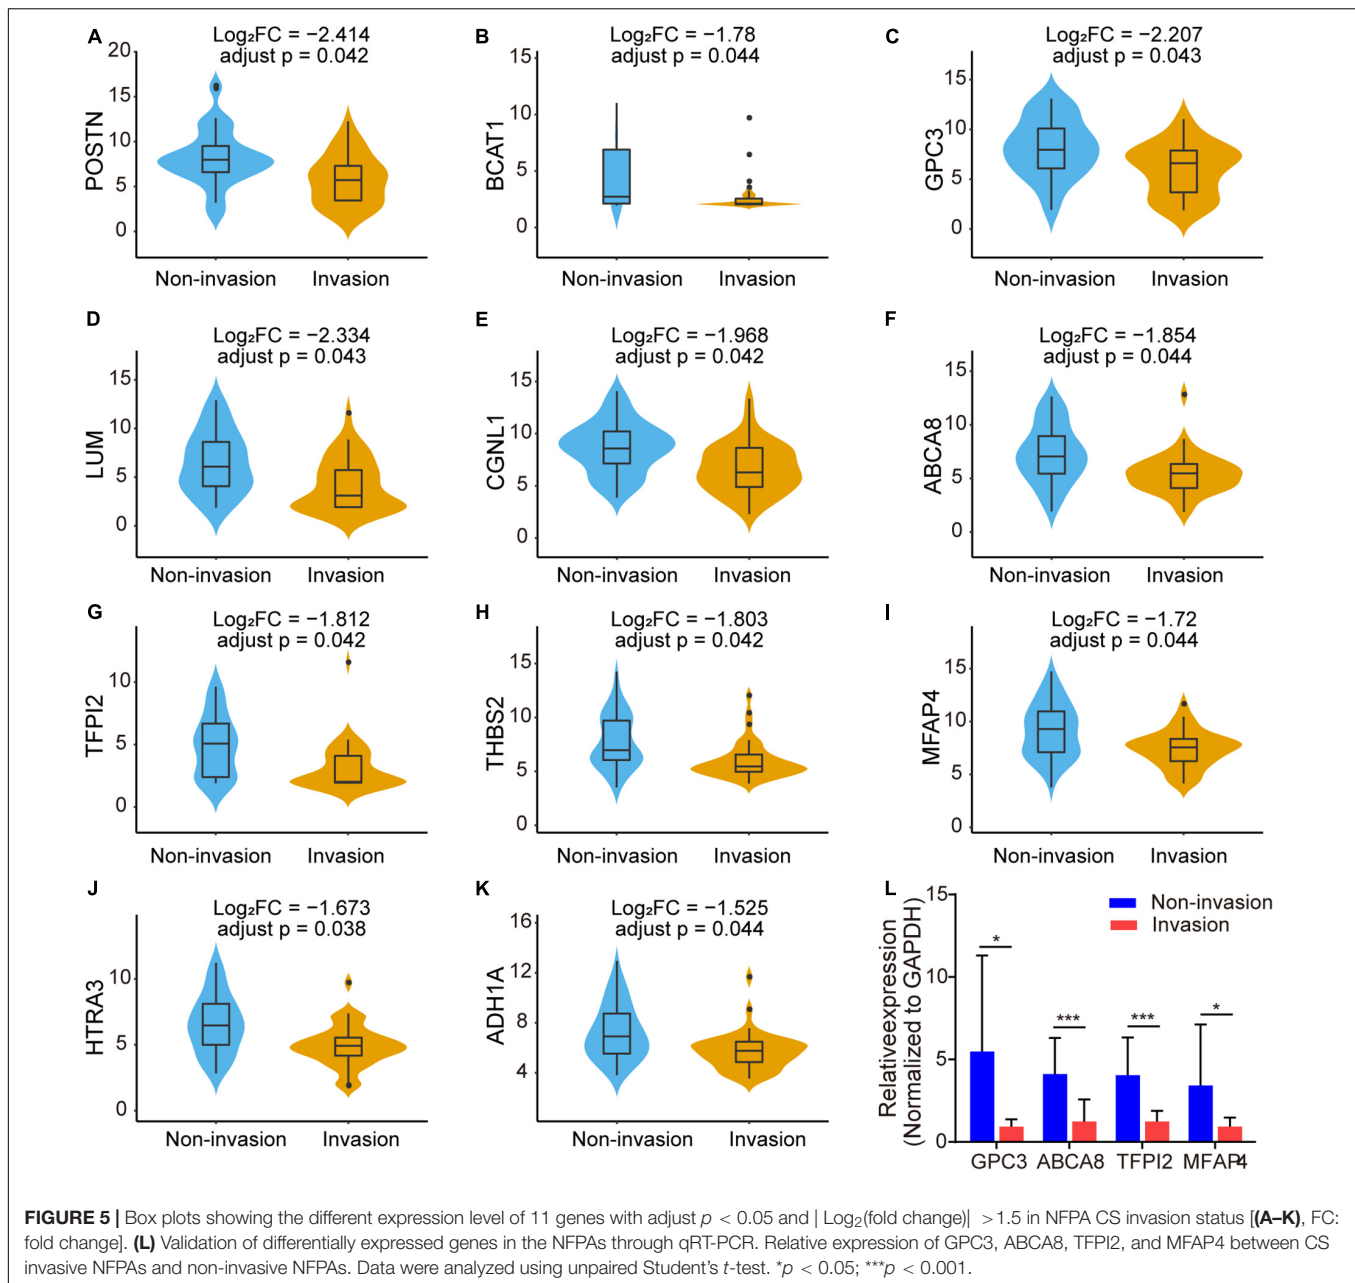 A
Log₂FC = −2.414
adjust p = 0.042
POSTN
20
15
10
5
0
Non-invasion Invasion
B
Log₂FC = −1.78
adjust p = 0.044
BCAT1
15
10
5
0
Non-invasion Invasion
C
Log₂FC = −2.207
adjust p = 0.043
GPC3
15
10
5
0
Non-invasion Invasion
D
Log₂FC = −2.334
adjust p = 0.043
LUM
15
10
5
0
Non-invasion Invasion
E
Log₂FC = −1.968
adjust p = 0.042
CGNL1
15
10
5
0
Non-invasion Invasion
F
Log₂FC = −1.854
adjust p = 0.044
ABCA8
15
10
5
0
Non-invasion Invasion
G
Log₂FC = −1.812
adjust p = 0.042
TFPI2
10
5
0
Non-invasion Invasion
H
Log₂FC = −1.803
adjust p = 0.042
THBS2
15
10
5
0
Non-invasion Invasion
I
Log₂FC = −1.72
adjust p = 0.044
MFAP4
15
10
5
0
Non-invasion Invasion
J
Log₂FC = −1.673
adjust p = 0.038
HTRA3
10
5
0
Non-invasion Invasion
K
Log₂FC = −1.525
adjust p = 0.044
ADH1A
16
12
8
4
Non-invasion Invasion
L
Relativeexpression
(Normalized to GAPDH)
15
10
5
0
Non-invasion
Invasion
* *** *** *
GPC3 ABCA8 TFPI2 MFAP4
FIGURE 5 | Box plots showing the different expression level of 11 genes with adjust p < 0.05 and | Log₂(fold change)| >1.5 in NFPA CS invasion status [(A–K), FC:
fold change]. (L) Validation of differentially expressed genes in the NFPAs through qRT-PCR. Relative expression of GPC3, ABCA8, TFPI2, and MFAP4 between CS
invasive NFPAs and non-invasive NFPAs. Data were analyzed using unpaired Student's t-test. *p < 0.05; ***p < 0.001.